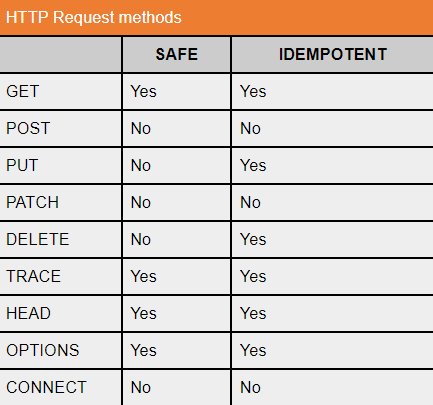 HTTP Request methods
SAFE IDEMPOTENT
GET Yes Yes
POST No No
PUT No Yes
PATCH No No
DELETE No Yes
TRACE Yes Yes
HEAD Yes Yes
OPTIONS Yes Yes
CONNECT No No